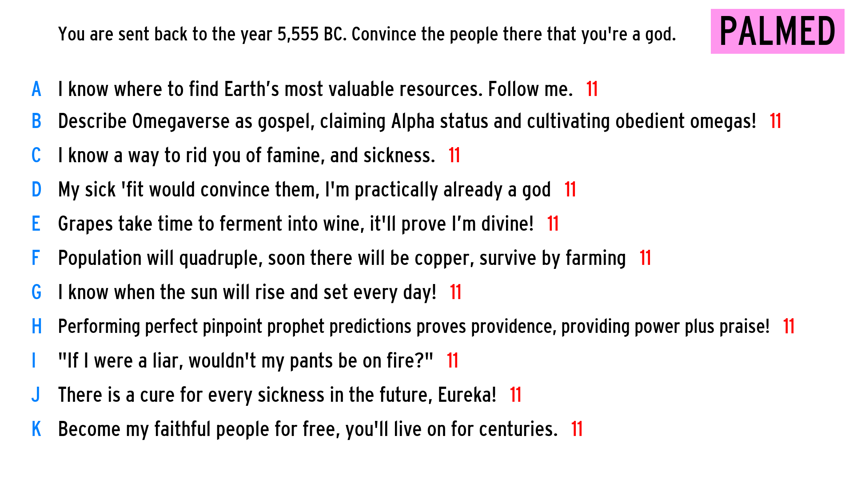 You are sent back to the year 5,555 BC. Convince the people there that you're a god.
PALMED
A I know where to find Earth’s most valuable resources. Follow me. 11
B Describe Omegaverse as gospel, claiming Alpha status and cultivating obedient omegas! 11
C I know a way to rid you of famine, and sickness. 11
D My sick 'fit would convince them, I'm practically already a god 11
E Grapes take time to ferment into wine, it'll prove I’m divine! 11
F Population will quadruple, soon there will be copper, survive by farming 11
G I know when the sun will rise and set every day! 11
H Performing perfect pinpoint prophet predictions proves providence, providing power plus praise! 11
I "If I were a liar, wouldn't my pants be on fire?" 11
J There is a cure for every sickness in the future, Eureka! 11
K Become my faithful people for free, you'll live on for centuries. 11